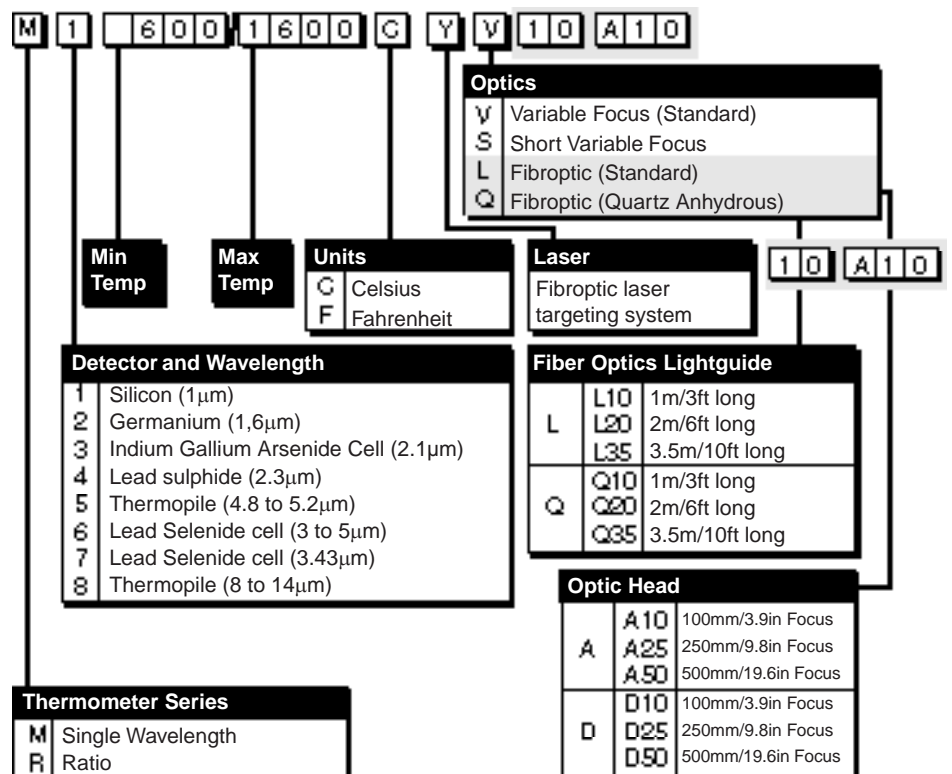 M 1 600 1600 C Y V 10 A10
Optics
V Variable Focus (Standard)
S Short Variable Focus
L Fibroptic (Standard)
Q Fibroptic (Quartz Anhydrous)
Min
Temp
Max
Temp
Units
C Celsius
F Fahrenheit
Laser
Fibroptic laser
targeting system
10 A10
Detector and Wavelength
1 Silicon (1μm)
2 Germanium (1,6μm)
3 Indium Gallium Arsenide Cell (2.1μm)
4 Lead sulphide (2.3μm)
5 Thermopile (4.8 to 5.2μm)
6 Lead Selenide cell (3 to 5μm)
7 Lead Selenide cell (3.43μm)
8 Thermopile (8 to 14μm)
Fiber Optics Lightguide
L10 1m/3ft long
L L20 2m/6ft long
L35 3.5m/10ft long
Q10 1m/3ft long
Q Q20 2m/6ft long
Q35 3.5m/10ft long
Optic Head
A10 100mm/3.9in Focus
A A25 250mm/9.8in Focus
A50 500mm/19.6in Focus
D10 100mm/3.9in Focus
D D25 250mm/9.8in Focus
D50 500mm/19.6in Focus
Thermometer Series
M Single Wavelength
R Ratio